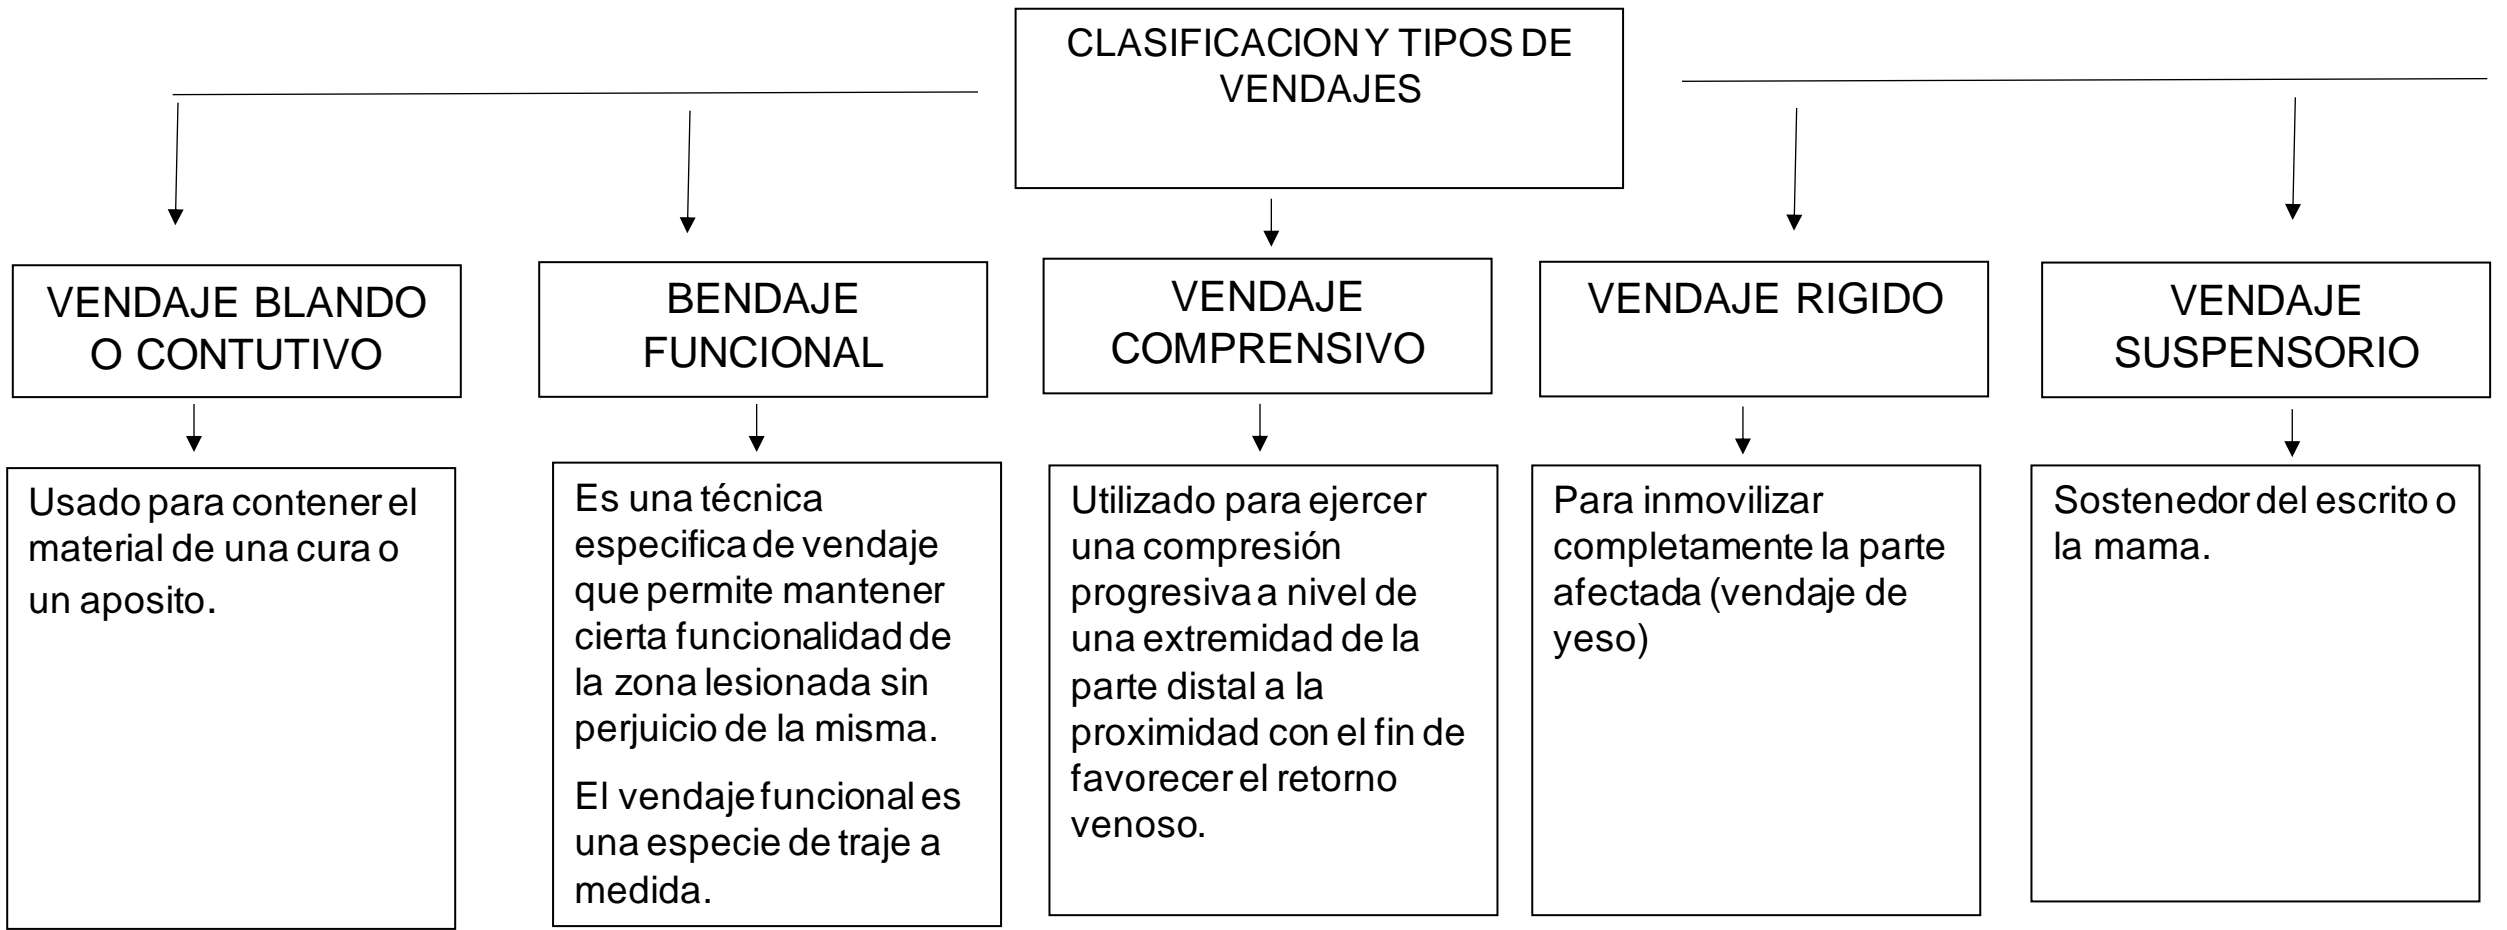 CLASIFICACION Y TIPOS DE
VENDAJES
VENDAJE BLANDO
O CONTUTIVO
BENDAJE
FUNCIONAL
VENDAJE
COMPRENSIVO
VENDAJE RIGIDO
VENDAJE
SUSPENSORIO
Usado para contener el
material de una cura o
un aposito.
Es una técnica
especifica de vendaje
que permite mantener
cierta funcionalidad de
la zona lesionada sin
perjuicio de la misma.
El vendaje funcional es
una especie de traje a
medida.
Utilizado para ejercer
una compresión
progresiva a nivel de
una extremidad de la
parte distal a la
proximidad con el fin de
favorecer el retorno
venoso.
Para inmovilizar
completamente la parte
afectada (vendaje de
yeso)
Sostenedor del escrito o
la mama.